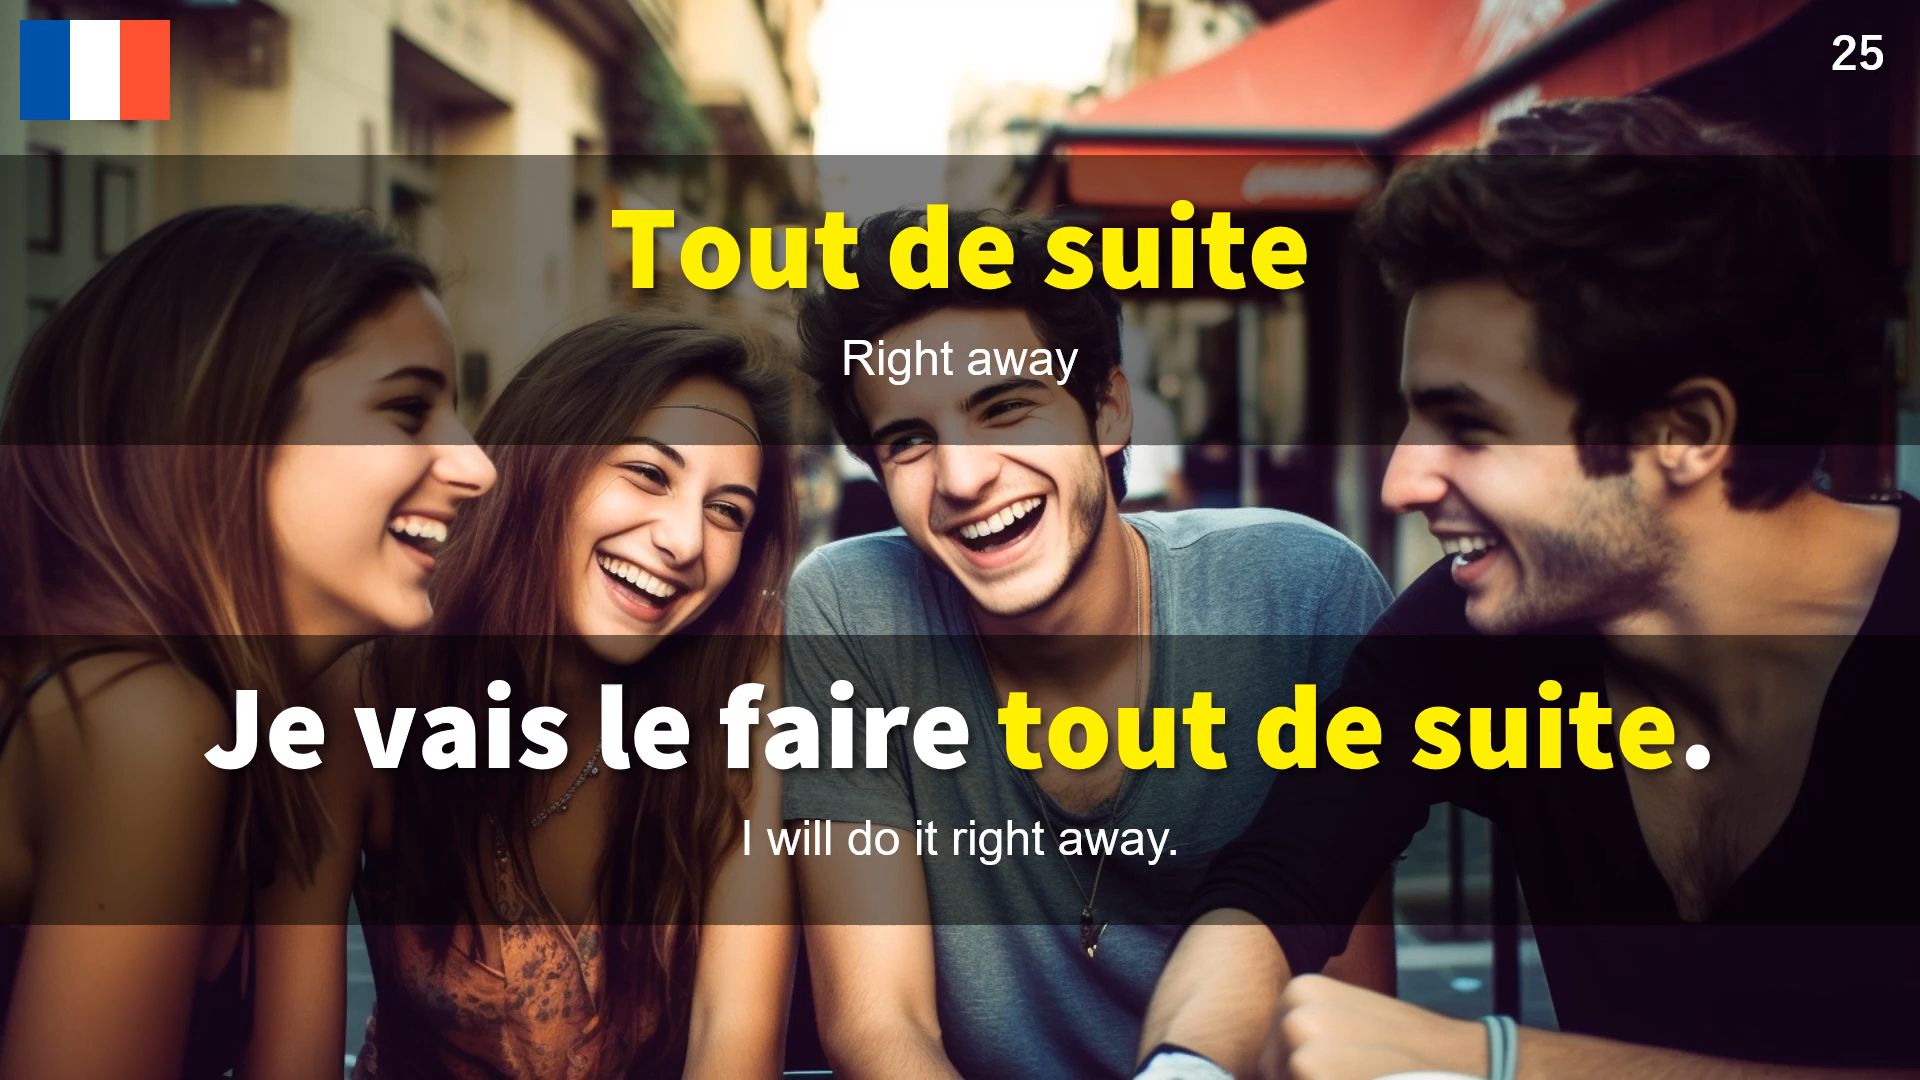 25
Tout de suite
Right away
Je vais le faire tout de suite.
I will do it right away.